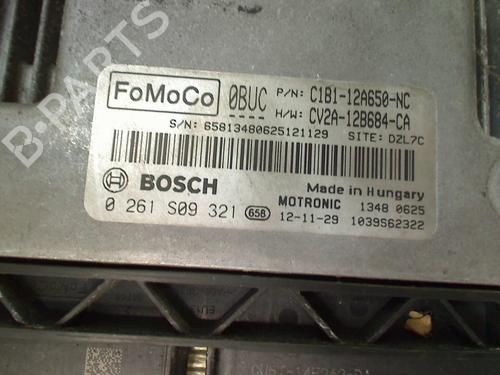 B-PARTS
FoMoCo 0BUC P/N: C1B1-12A650-NC
H/W: CV2A-12B684-CA
S/N: 65813480625121129 SITE: DZL7C
BOSCH Made in Hungary
0 261 S09 321 658 MOTRONIC 1348 0625
12-11-29 1039S62322